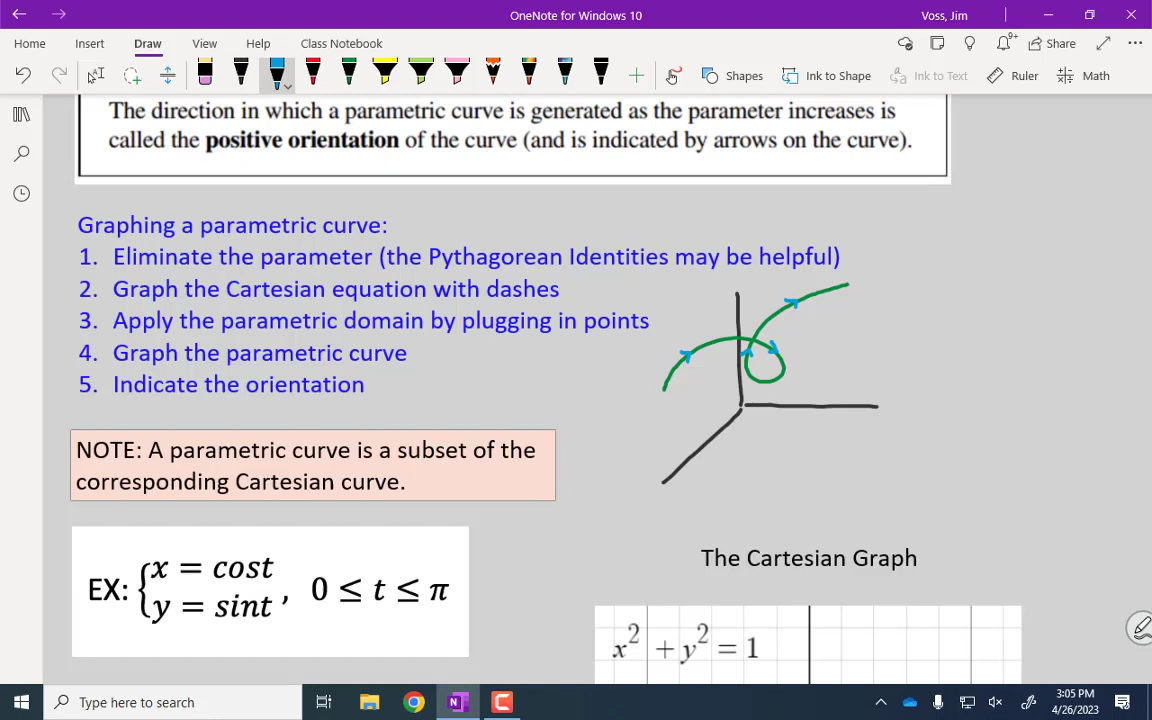 OneNote for Windows 10
Voss, Jim
Home Insert Draw View Help Class Notebook
9+
Share
Shapes
Ink to Shape
Ink to Text
Ruler
Math
The direction in which a parametric curve is generated as the parameter increases is
called the positive orientation of the curve (and is indicated by arrows on the curve).
Graphing a parametric curve:
1. Eliminate the parameter (the Pythagorean Identities may be helpful)
2. Graph the Cartesian equation with dashes
3. Apply the parametric domain by plugging in points
4. Graph the parametric curve
5. Indicate the orientation
NOTE: A parametric curve is a subset of the
corresponding Cartesian curve.
EX: { x = cost
y = sint , 0 ≤ t ≤ π
The Cartesian Graph
x² + y² = 1
Type here to search
3:05 PM
4/26/2023